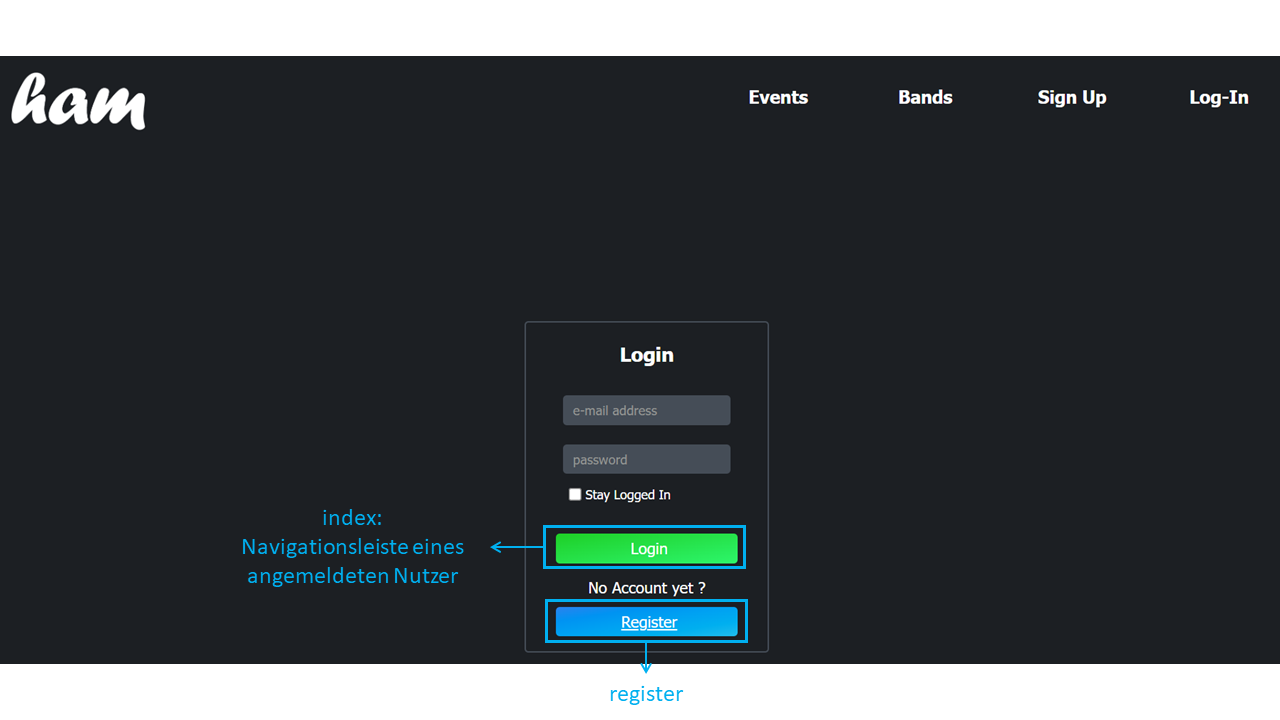 ham
Events
Bands
Sign Up
Log-In
Login
e-mail address
password
Stay Logged In
index:
Navigationsleiste eines
angemeldeten Nutzer
Login
No Account yet ?
Register
register